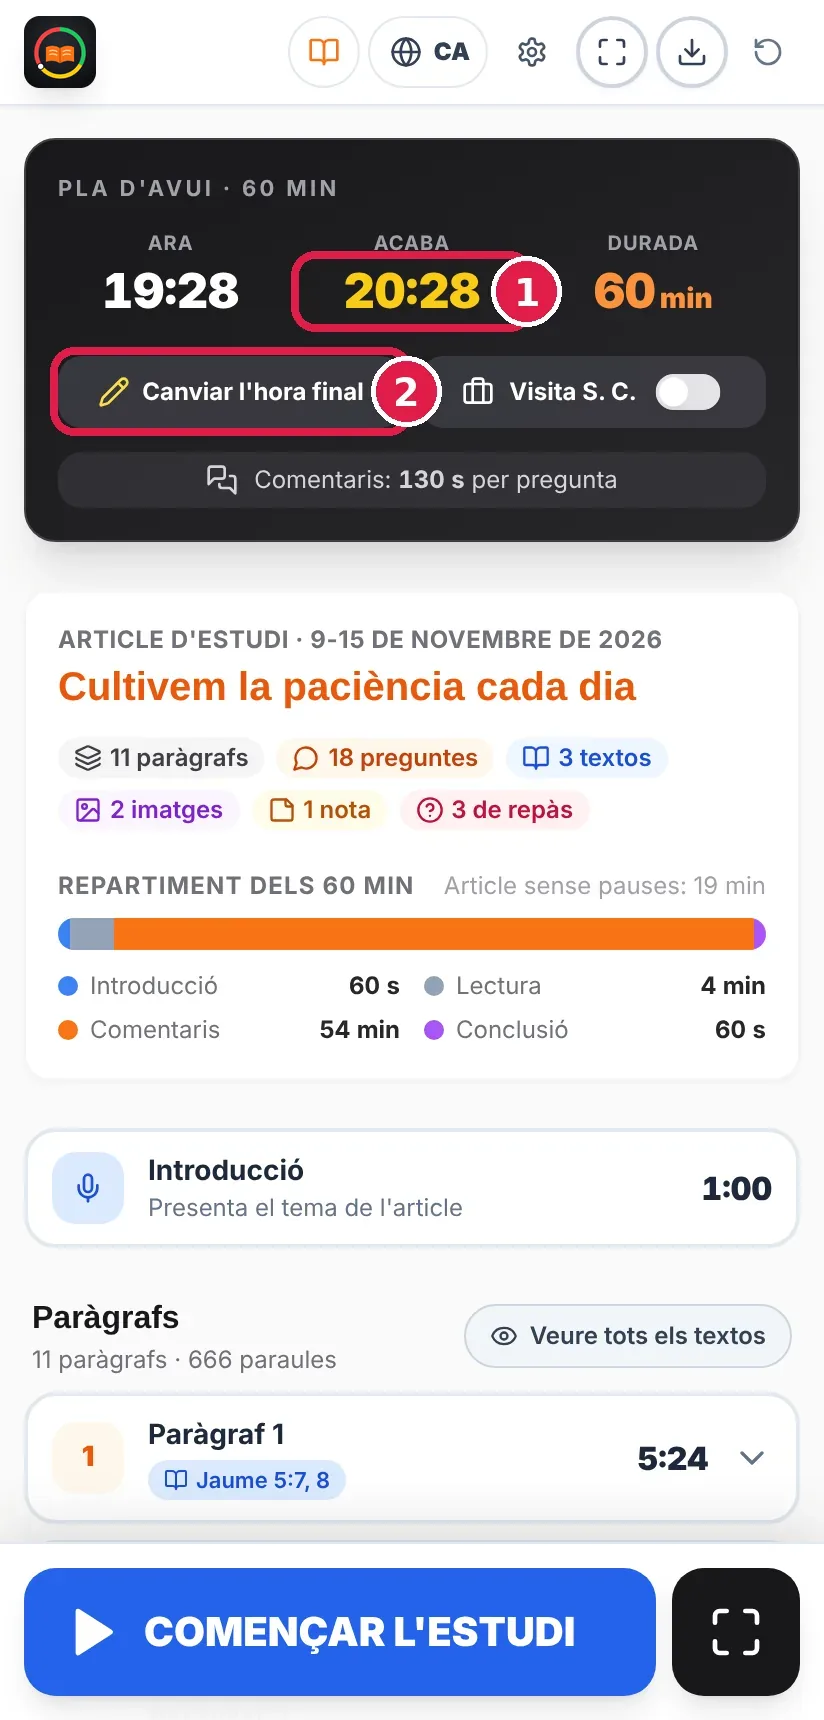 CA
PLA D'AVUI · 60 MIN
ARA
ACABA
DURADA
19:28
20:28
1
60 min
Canviar l'hora final
2
Visita S. C.
Comentaris: 130 s per pregunta
ARTICLE D'ESTUDI · 9-15 DE NOVEMBRE DE 2026
Cultivem la paciència cada dia
11 paràgrafs
18 preguntes
3 textos
2 imatges
1 nota
3 de repàs
REPARTIMENT DELS 60 MIN
Article sense pauses: 19 min
Introducció 60 s
Lectura 4 min
Comentaris 54 min
Conclusió 60 s
Introducció
Presenta el tema de l'article
1:00
Paràgrafs
11 paràgrafs · 666 paraules
Veure tots els textos
1
Paràgraf 1
Jaume 5:7, 8
5:24
COMENÇAR L'ESTUDI